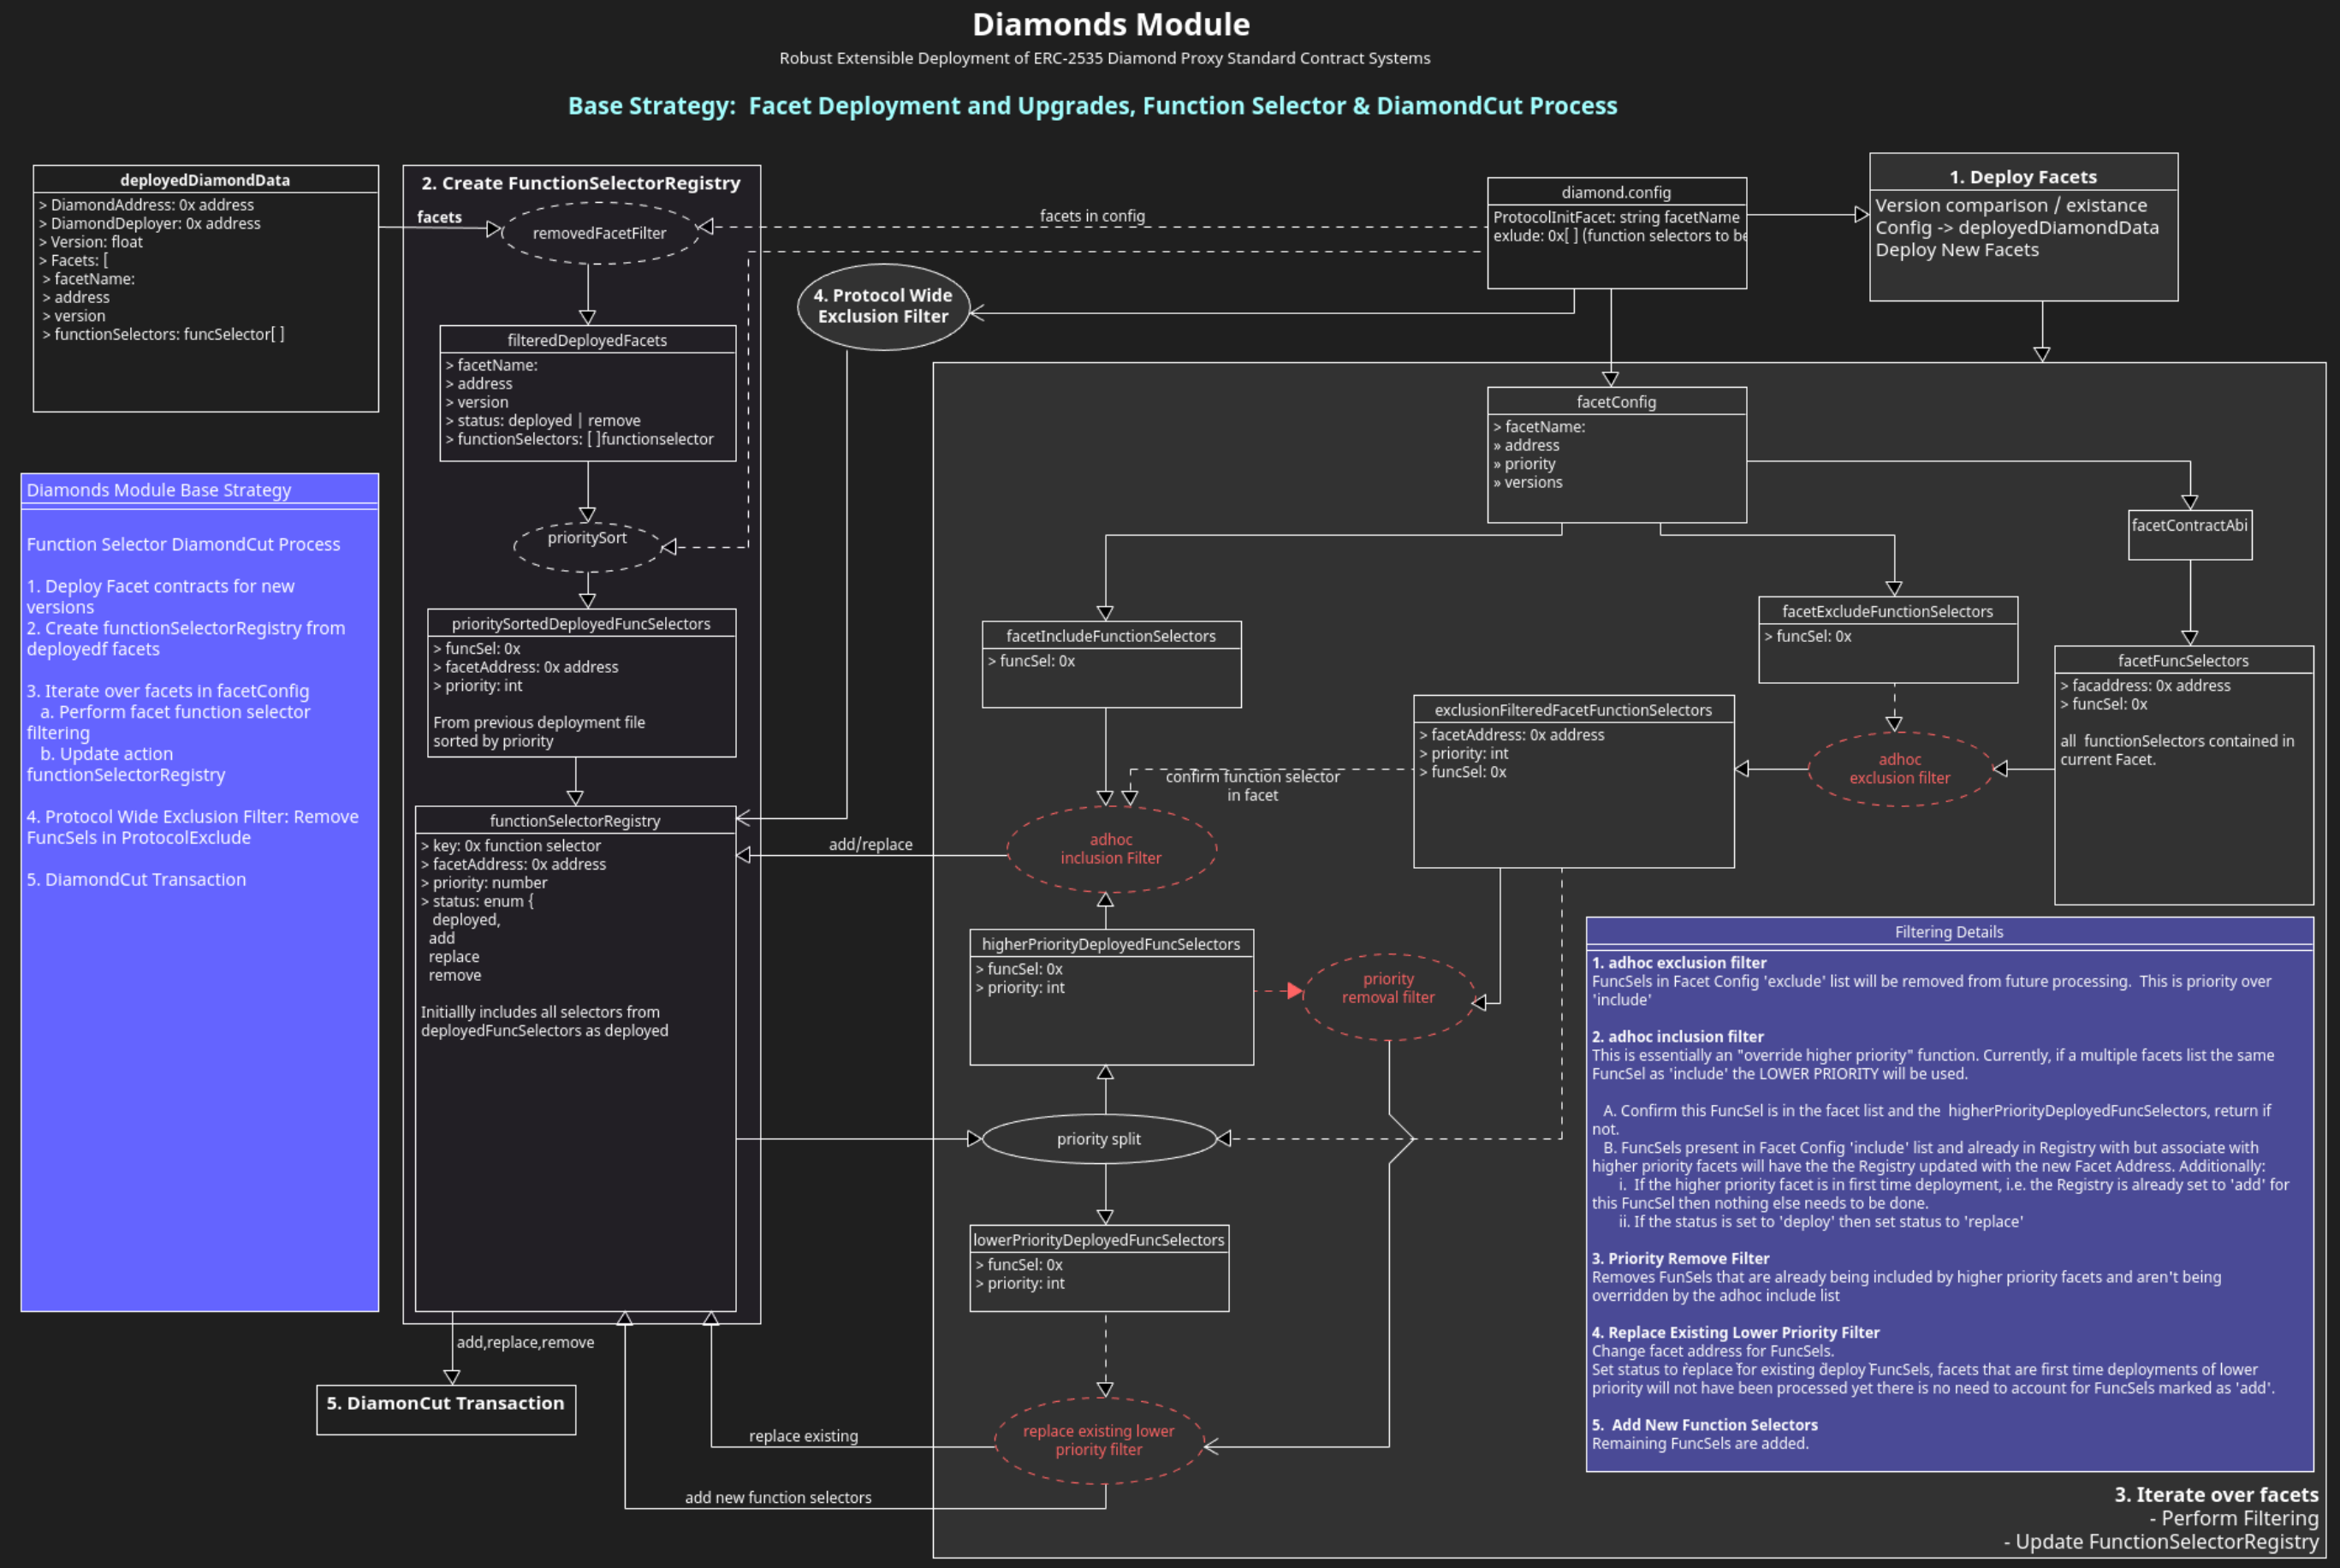 Diamonds Module
Robust Extensible Deployment of ERC-2535 Diamond Proxy Standard Contract Systems
Base Strategy:  Facet Deployment and Upgrades, Function Selector & DiamondCut Process
deployedDiamondData
> DiamondAddress: 0x address
> DiamondDeployer: 0x address
> Version: float
> Facets: [
> facetName:
> address
> version
> functionSelectors: funcSelector[ ]
Diamonds Module Base Strategy
Function Selector DiamondCut Process
1. Deploy Facet contracts for new
versions
2. Create functionSelectorRegistry from
deployedf facets
3. Iterate over facets in facetConfig
a. Perform facet function selector
filtering
b. Update action
functionSelectorRegistry
4. Protocol Wide Exclusion Filter: Remove
FuncSels in ProtocolExclude
5. DiamondCut Transaction
2. Create FunctionSelectorRegistry
facets
removedFacetFilter
filteredDeployedFacets
> facetName:
> address
> version
> status: deployed | remove
> functionSelectors: [ ]functionselector
prioritySort
prioritySortedDeployedFuncSelectors
> funcSel: 0x
> facetAddress: 0x address
> priority: int
From previous deployment file
sorted by priority
functionSelectorRegistry
> key: 0x function selector
> facetAddress: 0x address
> priority: number
> status: enum {
deployed,
add
replace
remove
Initiallly includes all selectors from
deployedFuncSelectors as deployed
add,replace,remove
5. DiamonCut Transaction
facets in config
4. Protocol Wide
Exclusion Filter
diamond.config
ProtocolInitFacet: string facetName
exlude: 0x[ ] (function selectors to be
1. Deploy Facets
Version comparison / existance
Config -> deployedDiamondData
Deploy New Facets
facetConfig
> facetName:
» address
» priority
» versions
facetContractAbi
facetIncludeFunctionSelectors
> funcSel: 0x
facetExcludeFunctionSelectors
> funcSel: 0x
facetFuncSelectors
> facaddress: 0x address
> funcSel: 0x
all  functionSelectors contained in
current Facet.
exclusionFilteredFacetFunctionSelectors
> facetAddress: 0x address
> priority: int
> funcSel: 0x
adhoc
exclusion filter
confirm function selector
in facet
adhoc
inclusion Filter
add/replace
higherPriorityDeployedFuncSelectors
> funcSel: 0x
> priority: int
priority
removal filter
priority split
lowerPriorityDeployedFuncSelectors
> funcSel: 0x
> priority: int
replace existing lower
priority filter
replace existing
add new function selectors
Filtering Details
1. adhoc exclusion filter
FuncSels in Facet Config 'exclude' list will be removed from future processing.  This is priority over
'include'
2. adhoc inclusion filter
This is essentially an "override higher priority" function. Currently, if a multiple facets list the same
FuncSel as 'include' the LOWER PRIORITY will be used.
A. Confirm this FuncSel is in the facet list and the  higherPriorityDeployedFuncSelectors, return if
not.
B. FuncSels present in Facet Config 'include' list and already in Registry with but associate with
higher priority facets will have the the Registry updated with the new Facet Address. Additionally:
i.  If the higher priority facet is in first time deployment, i.e. the Registry is already set to 'add' for
this FuncSel then nothing else needs to be done.
ii. If the status is set to 'deploy' then set status to 'replace'
3. Priority Remove Filter
Removes FunSels that are already being included by higher priority facets and aren't being
overridden by the adhoc include list
4. Replace Existing Lower Priority Filter
Change facet address for FuncSels.
Set status to `replace` for existing `deploy` FuncSels, facets that are first time deployments of lower
priority will not have been processed yet there is no need to account for FuncSels marked as 'add'.
5.  Add New Function Selectors
Remaining FuncSels are added.
3. Iterate over facets
- Perform Filtering
- Update FunctionSelectorRegistry